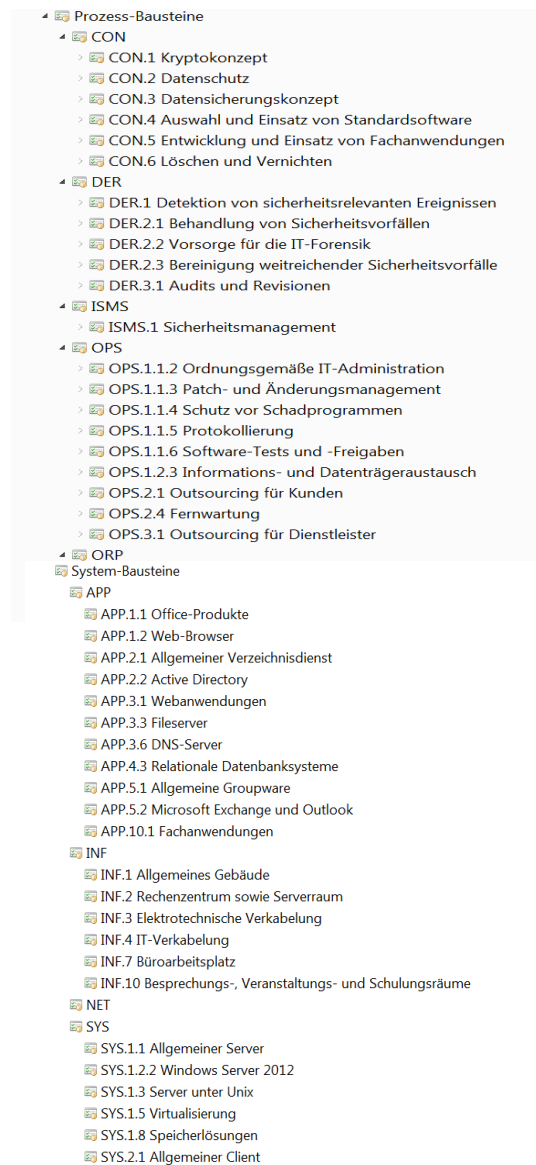 Prozess-Bausteine
CON
CON.1 Kryptokonzept
CON.2 Datenschutz
CON.3 Datensicherungskonzept
CON.4 Auswahl und Einsatz von Standardsoftware
CON.5 Entwicklung und Einsatz von Fachanwendungen
CON.6 Löschen und Vernichten
DER
DER.1 Detektion von sicherheitsrelevanten Ereignissen
DER.2.1 Behandlung von Sicherheitsvorfällen
DER.2.2 Vorsorge für die IT-Forensik
DER.2.3 Bereinigung weitreichender Sicherheitsvorfälle
DER.3.1 Audits und Revisionen
ISMS
ISMS.1 Sicherheitsmanagement
OPS
OPS.1.1.2 Ordnungsgemäße IT-Administration
OPS.1.1.3 Patch- und Änderungsmanagement
OPS.1.1.4 Schutz vor Schadprogrammen
OPS.1.1.5 Protokollierung
OPS.1.1.6 Software-Tests und -Freigaben
OPS.1.2.3 Informations- und Datenträgeraustausch
OPS.2.1 Outsourcing für Kunden
OPS.2.4 Fernwartung
OPS.3.1 Outsourcing für Dienstleister
ORP
System-Bausteine
APP
APP.1.1 Office-Produkte
APP.1.2 Web-Browser
APP.2.1 Allgemeiner Verzeichnisdienst
APP.2.2 Active Directory
APP.3.1 Webanwendungen
APP.3.3 Fileserver
APP.3.6 DNS-Server
APP.4.3 Relationale Datenbanksysteme
APP.5.1 Allgemeine Groupware
APP.5.2 Microsoft Exchange und Outlook
APP.10.1 Fachanwendungen
INF
INF.1 Allgemeines Gebäude
INF.2 Rechenzentrum sowie Serverraum
INF.3 Elektrotechnische Verkabelung
INF.4 IT-Verkabelung
INF.7 Büroarbeitsplatz
INF.10 Besprechungs-, Veranstaltungs- und Schulungsräume
NET
SYS
SYS.1.1 Allgemeiner Server
SYS.1.2.2 Windows Server 2012
SYS.1.3 Server unter Unix
SYS.1.5 Virtualisierung
SYS.1.8 Speicherlösungen
SYS.2.1 Allgemeiner Client